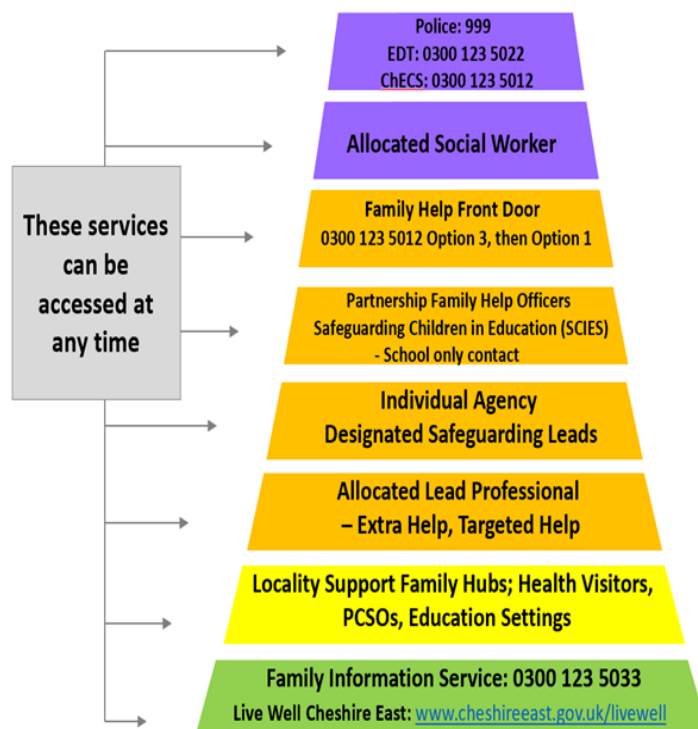 Police: 999
EDT: 0300 123 5022
ChECS: 0300 123 5012
Allocated Social Worker
These services
can be
accessed at
any time
Family Help Front Door
0300 123 5012 Option 3, then Option 1
Partnership Family Help Officers
Safeguarding Children in Education (SCIES)
- School only contact
Individual Agency
Designated Safeguarding Leads
Allocated Lead Professional
– Extra Help, Targeted Help
Locality Support Family Hubs; Health Visitors,
PCSOs, Education Settings
Family Information Service: 0300 123 5033
Live Well Cheshire East: www.cheshireeast.gov.uk/livewell